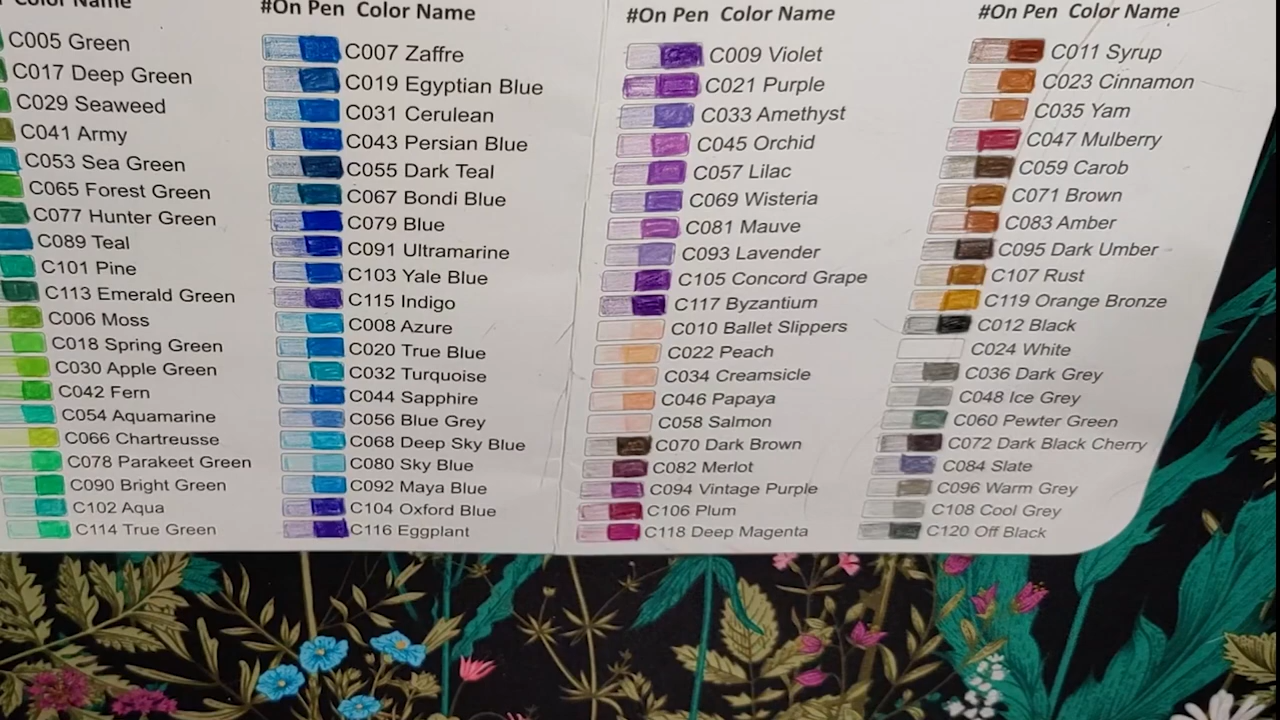 Color Name
C005 Green
C017 Deep Green
C029 Seaweed
C041 Army
C053 Sea Green
C065 Forest Green
C077 Hunter Green
C089 Teal
C101 Pine
C113 Emerald Green
C006 Moss
C018 Spring Green
C030 Apple Green
C042 Fern
C054 Aquamarine
C066 Chartreusse
C078 Parakeet Green
C090 Bright Green
C102 Aqua
C114 True Green
#On Pen Color Name
C007 Zaffre
C019 Egyptian Blue
C031 Cerulean
C043 Persian Blue
C055 Dark Teal
C067 Bondi Blue
C079 Blue
C091 Ultramarine
C103 Yale Blue
C115 Indigo
C008 Azure
C020 True Blue
C032 Turquoise
C044 Sapphire
C056 Blue Grey
C068 Deep Sky Blue
C080 Sky Blue
C092 Maya Blue
C104 Oxford Blue
C116 Eggplant
#On Pen Color Name
C009 Violet
C021 Purple
C033 Amethyst
C045 Orchid
C057 Lilac
C069 Wisteria
C081 Mauve
C093 Lavender
C105 Concord Grape
C117 Byzantium
C010 Ballet Slippers
C022 Peach
C034 Creamsicle
C046 Papaya
C058 Salmon
C070 Dark Brown
C082 Merlot
C094 Vintage Purple
C106 Plum
C118 Deep Magenta
#On Pen Color Name
C011 Syrup
C023 Cinnamon
C035 Yam
C047 Mulberry
C059 Carob
C071 Brown
C083 Amber
C095 Dark Umber
C107 Rust
C119 Orange Bronze
C012 Black
C024 White
C036 Dark Grey
C048 Ice Grey
C060 Pewter Green
C072 Dark Black Cherry
C084 Slate
C096 Warm Grey
C108 Cool Grey
C120 Off Black